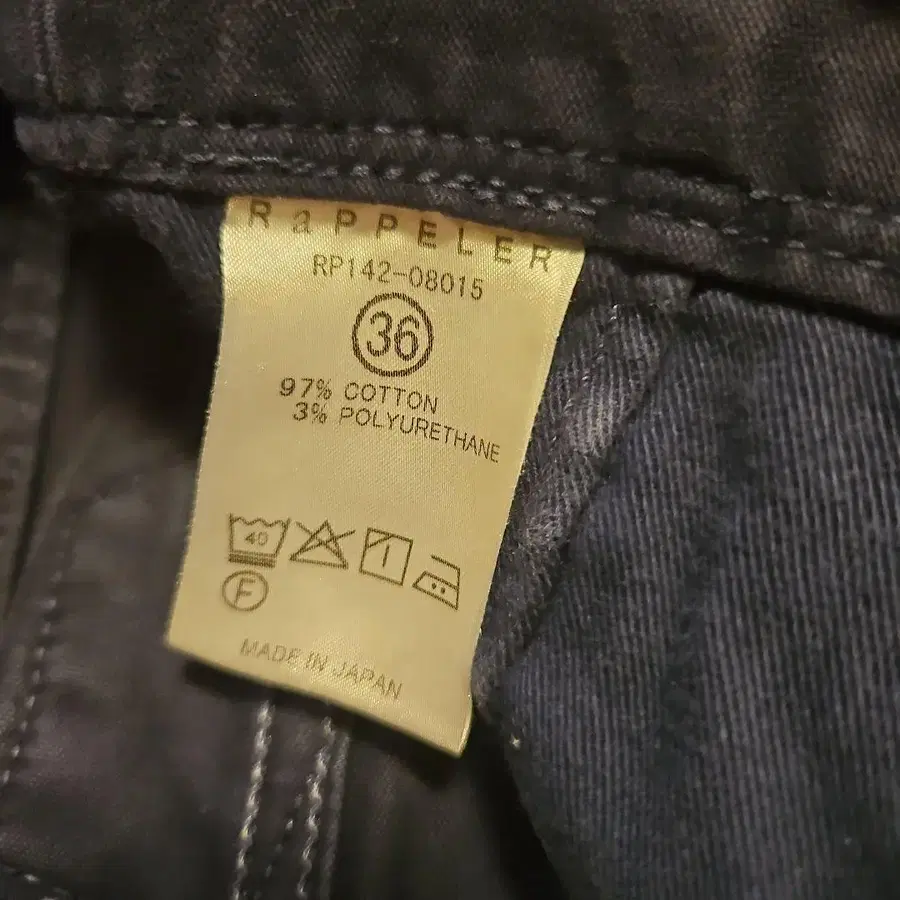 RaPPELER
RP142-08015
36
97% COTTON
3% POLYURETHANE
40
F
MADE IN JAPAN